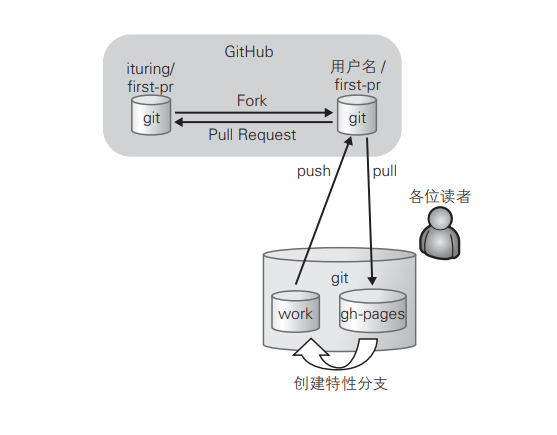 GitHub
ituring/
first-pr
用户名 /
first-pr
git
Fork
git
Pull Request
push
pull
各位读者
git
work
gh-pages
创建特性分支